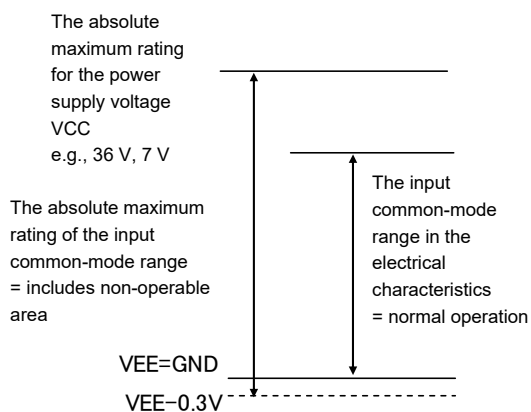 The absolute
maximum rating
for the power
supply voltage
VCC
e.g., 36 V, 7 V
The absolute maximum
rating of the input
common-mode range
= includes non-operable
area
The input
common-mode
range in the
electrical
characteristics
= normal operation
VEE=GND
VEE−0.3V